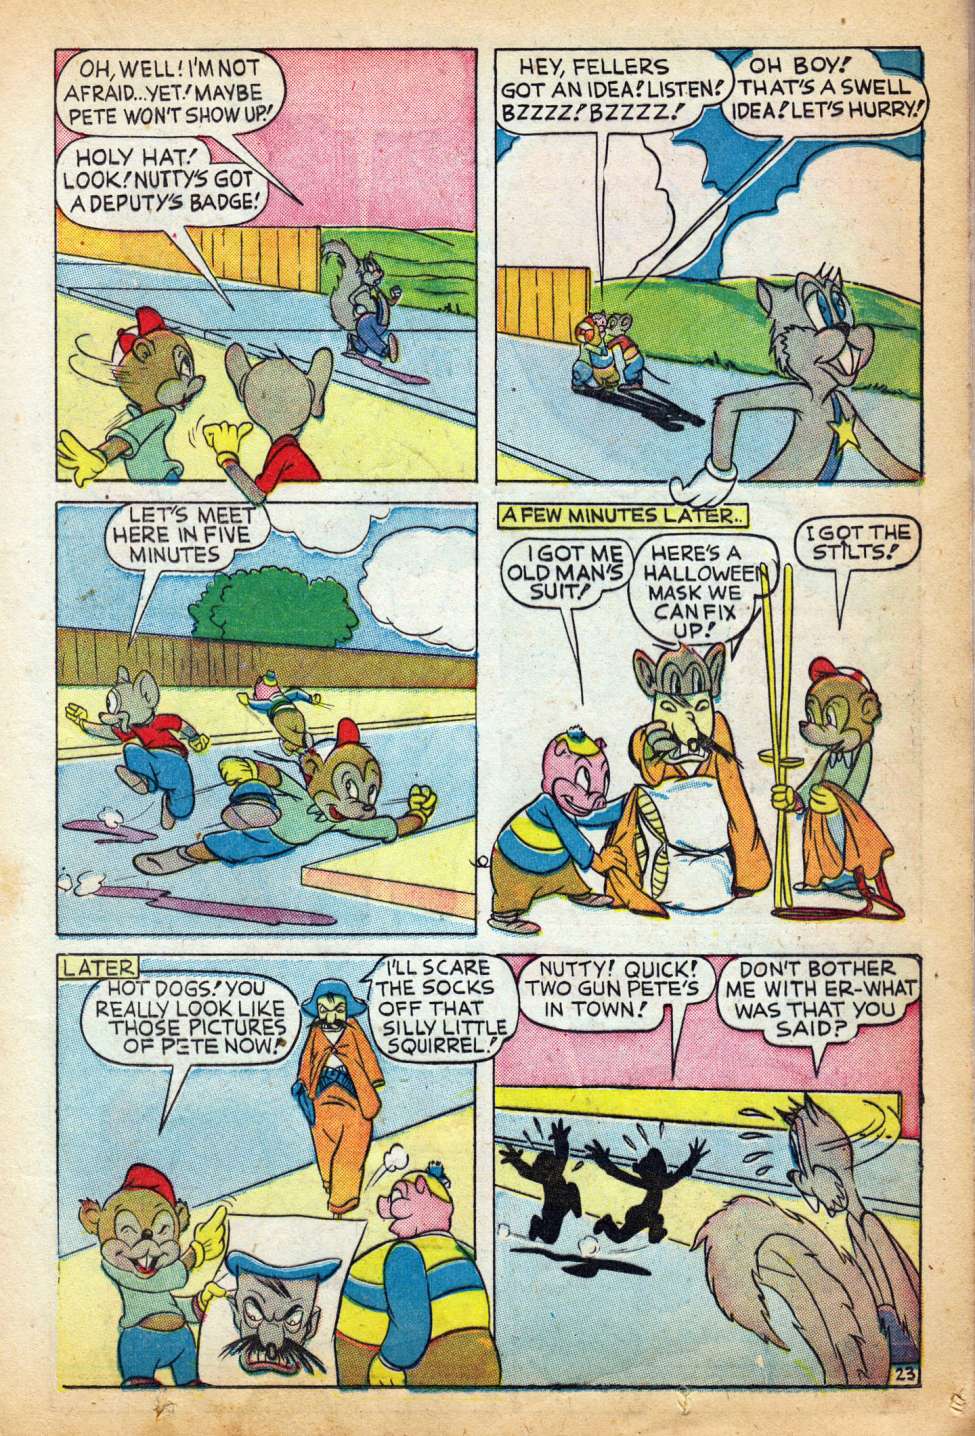 OH, WELL! I'M NOT
AFRAID...YET! MAYBE
PETE WON'T SHOW UP!
HOLY HAT!
LOOK! NUTTY'S GOT
A DEPUTY'S BADGE!
HEY, FELLERS
GOT AN IDEA! LISTEN!
BZZZZ! BZZZZ!
OH BOY!
THAT'S A SWELL
IDEA! LET'S HURRY!
LET'S MEET
HERE IN FIVE
MINUTES
A FEW MINUTES LATER..
I GOT ME
OLD MAN'S
SUIT!
HERE'S A
HALLOWEEN
MASK WE
CAN FIX
UP!
I GOT THE
STILTS!
LATER
HOT DOGS! YOU
REALLY LOOK LIKE
THOSE PICTURES
OF PETE NOW!
I'LL SCARE
THE SOCKS
OFF THAT
SILLY LITTLE
SQUIRREL!
NUTTY! QUICK!
TWO GUN PETE'S
IN TOWN!
DON'T BOTHER
ME WITH ER-WHAT
WAS THAT YOU
SAID?
23